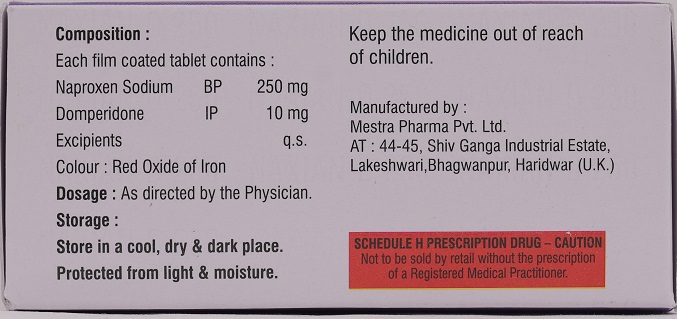 Composition :
Each film coated tablet contains :
Naproxen Sodium BP 250 mg
Domperidone IP 10 mg
Excipients q.s.
Colour : Red Oxide of Iron
Dosage : As directed by the Physician.
Storage :
Store in a cool, dry & dark place.
Protected from light & moisture.
Keep the medicine out of reach
of children.
Manufactured by :
Mestra Pharma Pvt. Ltd.
AT : 44-45, Shiv Ganga Industrial Estate,
Lakeshwari,Bhagwanpur, Haridwar (U.K.)
SCHEDULE H PRESCRIPTION DRUG – CAUTION
Not to be sold by retail without the prescription
of a Registered Medical Practitioner.